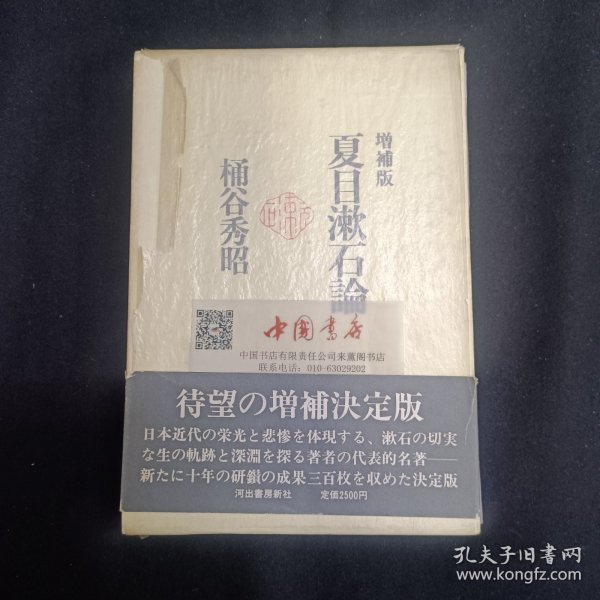 増補版
夏目漱石論
桶谷秀昭
漱石
中国書店
中国书店有限责任公司来薰阁书店
联系电话：010-63029202
待望の増補決定版
日本近代の栄光と悲惨を体現する、漱石の切実
な生の軌跡と深淵を探る著者の代表的名著――
新たに十年の研鑽の成果三百枚を収めた決定版
河出書房新社 定価2500円
孔夫子旧书网
www.kongfz.com